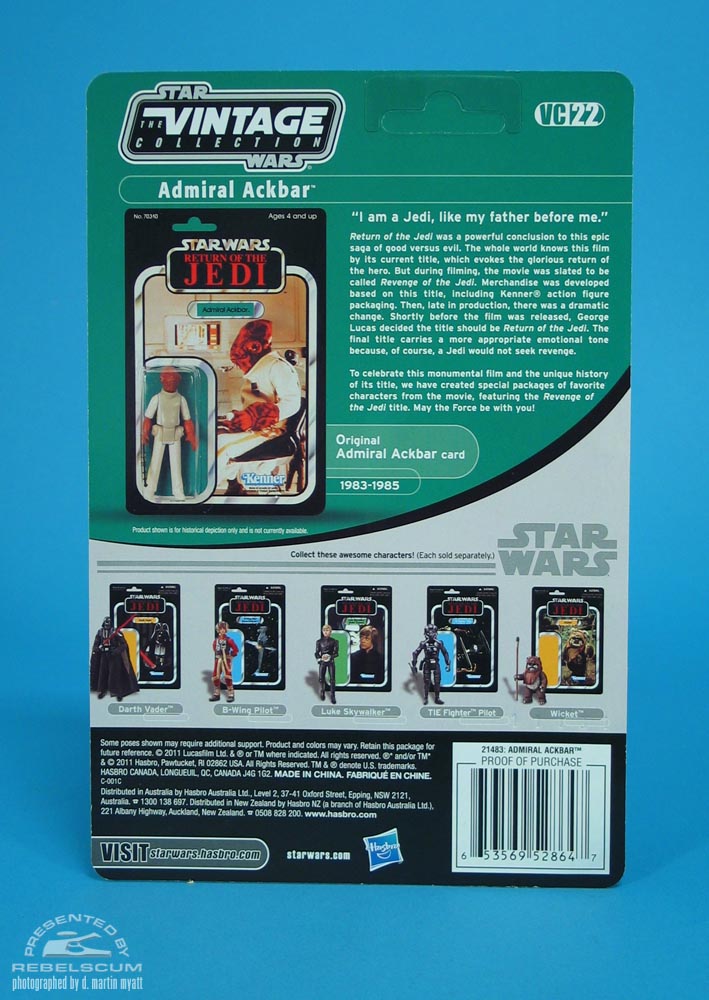 STAR
THE VINTAGE
COLLECTION
WARS
VC22
Admiral Ackbar™
No. 70310
Ages 4 and up
STAR WARS
RETURN OF THE
JEDI
Admiral Ackbar™
Kenner
Original
Admiral Ackbar card
1983-1985
Product shown is for historical depiction only and is not currently available.
"I am a Jedi, like my father before me."
Return of the Jedi was a powerful conclusion to this epic
saga of good versus evil. The whole world knows this film
by its current title, which evokes the glorious return of
the hero. But during filming, the movie was slated to be
called Revenge of the Jedi. Merchandise was developed
based on this title, including Kenner® action figure
packaging. Then, late in production, there was a dramatic
change. Shortly before the film was released, George
Lucas decided the title should be Return of the Jedi. The
final title carries a more appropriate emotional tone
because, of course, a Jedi would not seek revenge.
To celebrate this monumental film and the unique history
of its title, we have created special packages of favorite
characters from the movie, featuring the Revenge of
the Jedi title. May the Force be with you!
Collect these awesome characters! (Each sold separately.)
STAR
WARS
STAR WARS
JEDI
STAR WARS
JEDI
STAR WARS
JEDI
STAR WARS
JEDI
STAR WARS
JEDI
Darth Vader™
B-Wing Pilot™
Luke Skywalker™
TIE Fighter™ Pilot
Wicket™
Some poses shown may require additional support. Product and colors may vary. Retain this package for
future reference. © 2011 Lucasfilm Ltd. & ® or TM where indicated. All rights reserved. ®* and/or TM*
& © 2011 Hasbro, Pawtucket, RI 02862 USA. All Rights Reserved. TM & ® denote U.S. trademarks.
HASBRO CANADA, LONGUEUIL, QC, CANADA J4G 1G2. MADE IN CHINA. FABRIQUÉ EN CHINE.
C-001C
Distributed in Australia by Hasbro Australia Ltd., Level 2, 37-41 Oxford Street, Epping, NSW 2121,
Australia. ☎ 1300 138 697. Distributed in New Zealand by Hasbro NZ (a branch of Hasbro Australia Ltd.),
221 Albany Highway, Auckland, New Zealand. ☎ 0508 828 200. www.hasbro.com
VISIT starwars.hasbro.com
starwars.com
Hasbro
21483: ADMIRAL ACKBAR™
PROOF OF PURCHASE
6 53569 52864 7
PRESENTED BY
REBELSCUM
photographed by d. martin myatt